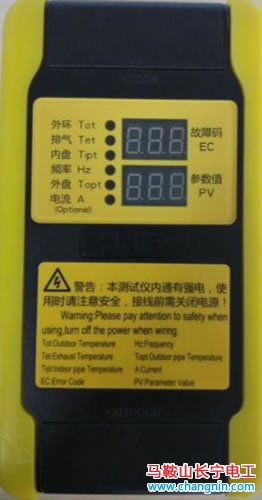 外环 Tot
排气 Tet
内盘 Tipt
频率 Hz
外盘 Topt
电流 A
(Optional)
故障码
EC
参数值
PV
警告：本测试仪内通有强电，使
用时请注意安全，接线前需关闭电源！
Warning:Please pay attention to safety when
using,turn off the power when wiring.
Tot:Outdoor Temperature Hz:Frequency
Tet:Exhaust Temperature Topt:Outdoor pipe Temperature
Tipt:Indoor pipe Temperature A:Current
EC:Error Code PV:Parameter Value
OUTDOOR
马鞍山长宁电工
www.changnin.com